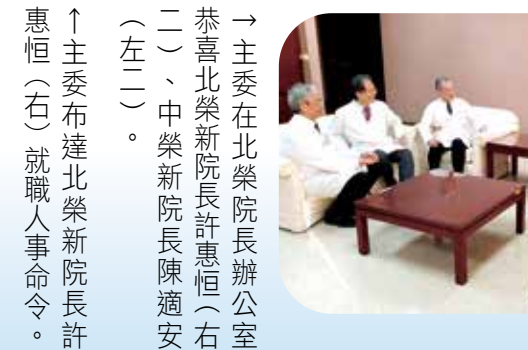 →主委在北榮院長辦公室
恭喜北榮新院長許惠恒（右
二）、中榮新院長陳適安
（左二）。
↑主委布達北榮新院長許
惠恒（右）就職人事命令。